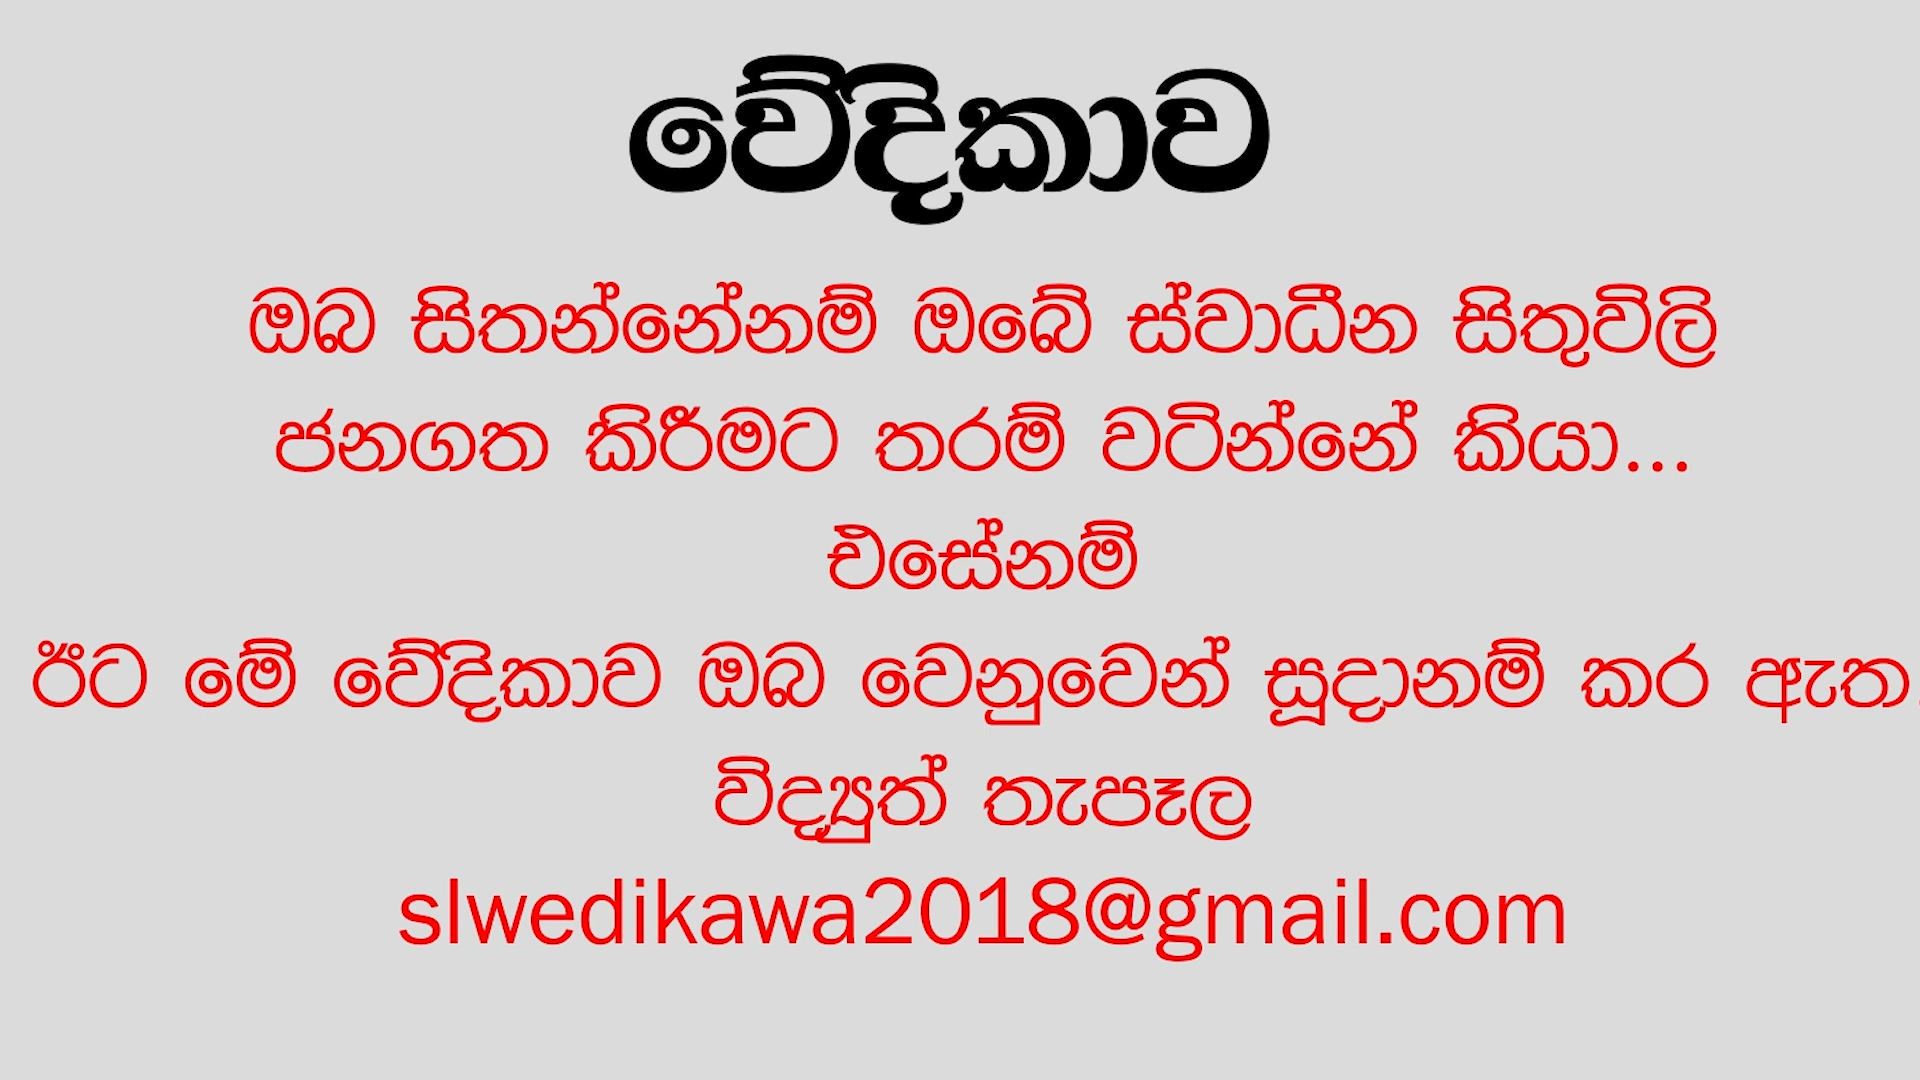 වේදිකාව
ඔබ සිතන්නේනම් ඔබේ ස්වාධීන සිතුවිලි
ජනගත කිරීමට තරම් වටින්නේ කියා...
එසේනම්
ඊට මේ වේදිකාව ඔබ වෙනුවෙන් සූදානම් කර ඇත.
විද්‍යුත් තැපෑල
slwedikawa2018@gmail.com